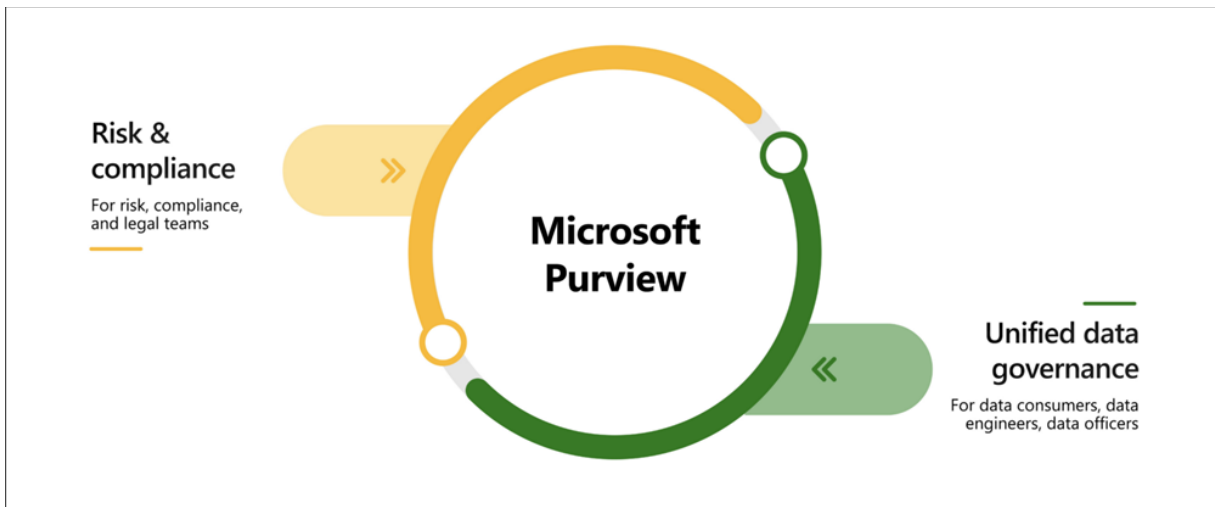 Risk &
compliance
For risk, compliance,
and legal teams
Microsoft
Purview
Unified data
governance
For data consumers, data
engineers, data officers